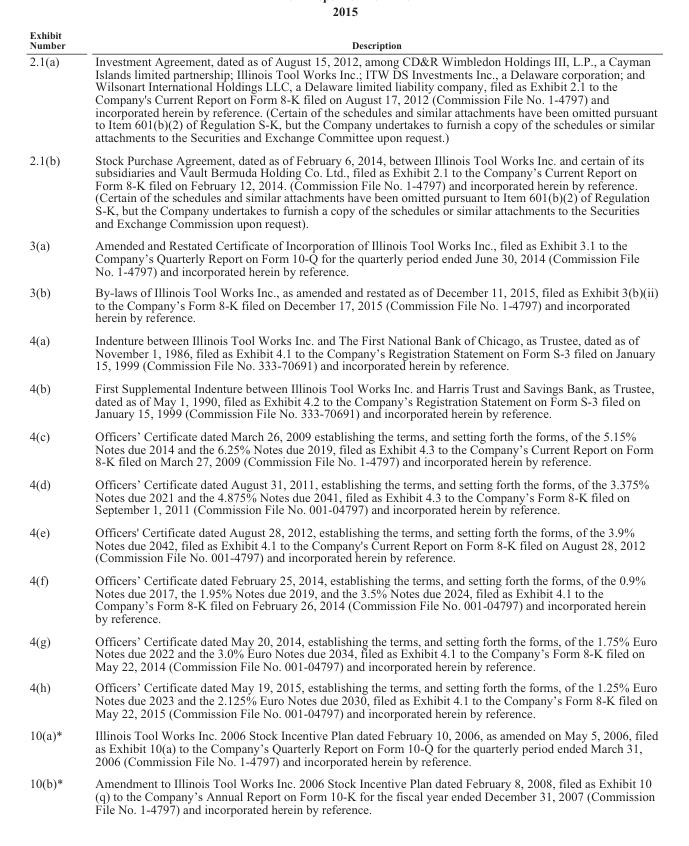 2015
Exhibit
Number Description
2.1(a) Investment Agreement, dated as of August 15, 2012, among CD&R Wimbledon Holdings III, L.P., a Cayman
Islands limited partnership; Illinois Tool Works Inc.; ITW DS Investments Inc., a Delaware corporation; and
Wilsonart International Holdings LLC, a Delaware limited liability company, filed as Exhibit 2.1 to the
Company's Current Report on Form 8-K filed on August 17, 2012 (Commission File No. 1-4797) and
incorporated herein by reference. (Certain of the schedules and similar attachments have been omitted pursuant
to Item 601(b)(2) of Regulation S-K, but the Company undertakes to furnish a copy of the schedules or similar
attachments to the Securities and Exchange Committee upon request.)
2.1(b) Stock Purchase Agreement, dated as of February 6, 2014, between Illinois Tool Works Inc. and certain of its
subsidiaries and Vault Bermuda Holding Co. Ltd., filed as Exhibit 2.1 to the Company’s Current Report on
Form 8-K filed on February 12, 2014. (Commission File No. 1-4797) and incorporated herein by reference.
(Certain of the schedules and similar attachments have been omitted pursuant to Item 601(b)(2) of Regulation
S-K, but the Company undertakes to furnish a copy of the schedules or similar attachments to the Securities
and Exchange Commission upon request).
3(a) Amended and Restated Certificate of Incorporation of Illinois Tool Works Inc., filed as Exhibit 3.1 to the
Company’s Quarterly Report on Form 10-Q for the quarterly period ended June 30, 2014 (Commission File
No. 1-4797) and incorporated herein by reference.
3(b) By-laws of Illinois Tool Works Inc., as amended and restated as of December 11, 2015, filed as Exhibit 3(b)(ii)
to the Company’s Form 8-K filed on December 17, 2015 (Commission File No. 1-4797) and incorporated
herein by reference.
4(a) Indenture between Illinois Tool Works Inc. and The First National Bank of Chicago, as Trustee, dated as of
November 1, 1986, filed as Exhibit 4.1 to the Company’s Registration Statement on Form S-3 filed on January
15, 1999 (Commission File No. 333-70691) and incorporated herein by reference.
4(b) First Supplemental Indenture between Illinois Tool Works Inc. and Harris Trust and Savings Bank, as Trustee,
dated as of May 1, 1990, filed as Exhibit 4.2 to the Company’s Registration Statement on Form S-3 filed on
January 15, 1999 (Commission File No. 333-70691) and incorporated herein by reference.
4(c) Officers’ Certificate dated March 26, 2009 establishing the terms, and setting forth the forms, of the 5.15%
Notes due 2014 and the 6.25% Notes due 2019, filed as Exhibit 4.3 to the Company’s Current Report on Form
8-K filed on March 27, 2009 (Commission File No. 1-4797) and incorporated herein by reference.
4(d) Officers’ Certificate dated August 31, 2011, establishing the terms, and setting forth the forms, of the 3.375%
Notes due 2021 and the 4.875% Notes due 2041, filed as Exhibit 4.3 to the Company’s Form 8-K filed on
September 1, 2011 (Commission File No. 001-04797) and incorporated herein by reference.
4(e) Officers' Certificate dated August 28, 2012, establishing the terms, and setting forth the forms, of the 3.9%
Notes due 2042, filed as Exhibit 4.1 to the Company's Current Report on Form 8-K filed on August 28, 2012
(Commission File No. 001-04797) and incorporated herein by reference.
4(f) Officers’ Certificate dated February 25, 2014, establishing the terms, and setting forth the forms, of the 0.9%
Notes due 2017, the 1.95% Notes due 2019, and the 3.5% Notes due 2024, filed as Exhibit 4.1 to the
Company’s Form 8-K filed on February 26, 2014 (Commission File No. 001-04797) and incorporated herein
by reference.
4(g) Officers’ Certificate dated May 20, 2014, establishing the terms, and setting forth the forms, of the 1.75% Euro
Notes due 2022 and the 3.0% Euro Notes due 2034, filed as Exhibit 4.1 to the Company’s Form 8-K filed on
May 22, 2014 (Commission File No. 001-04797) and incorporated herein by reference.
4(h) Officers’ Certificate dated May 19, 2015, establishing the terms, and setting forth the forms, of the 1.25% Euro
Notes due 2023 and the 2.125% Euro Notes due 2030, filed as Exhibit 4.1 to the Company’s Form 8-K filed on
May 22, 2015 (Commission File No. 001-04797) and incorporated herein by reference.
10(a)* Illinois Tool Works Inc. 2006 Stock Incentive Plan dated February 10, 2006, as amended on May 5, 2006, filed
as Exhibit 10(a) to the Company’s Quarterly Report on Form 10-Q for the quarterly period ended March 31,
2006 (Commission File No. 1-4797) and incorporated herein by reference.
10(b)* Amendment to Illinois Tool Works Inc. 2006 Stock Incentive Plan dated February 8, 2008, filed as Exhibit 10
(q) to the Company’s Annual Report on Form 10-K for the fiscal year ended December 31, 2007 (Commission
File No. 1-4797) and incorporated herein by reference.